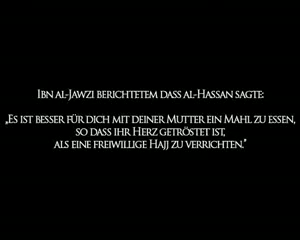 Ibn al-Jawzi berichtetem dass al-Hassan sagte:
„Es ist besser für dich mit deiner Mutter ein Mahl zu essen,
so dass ihr Herz getröstet ist,
als eine freiwillige Hajj zu verrichten."